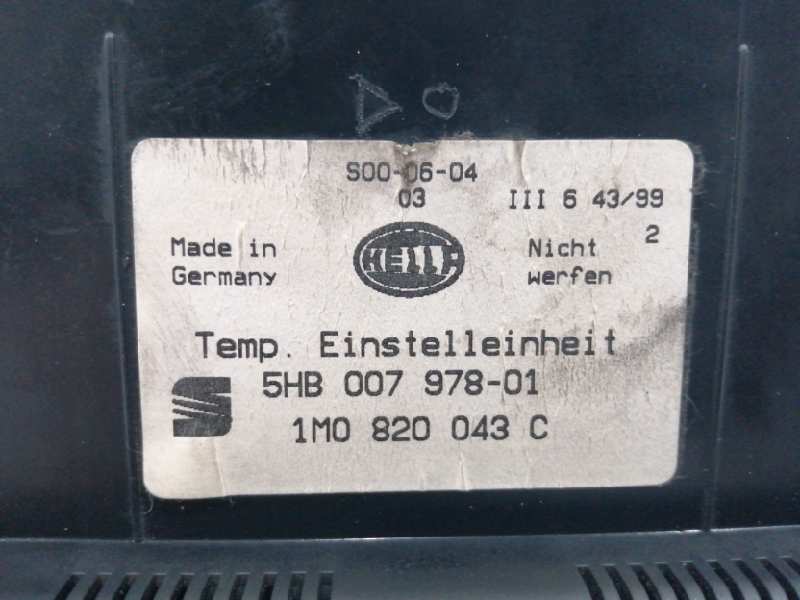 S00-06-04
03
III 6 43/99
2
Made in
Germany
HELLA
Nicht
werfen
Temp. Einstelleinheit
5HB 007 978-01
1M0 820 043 C